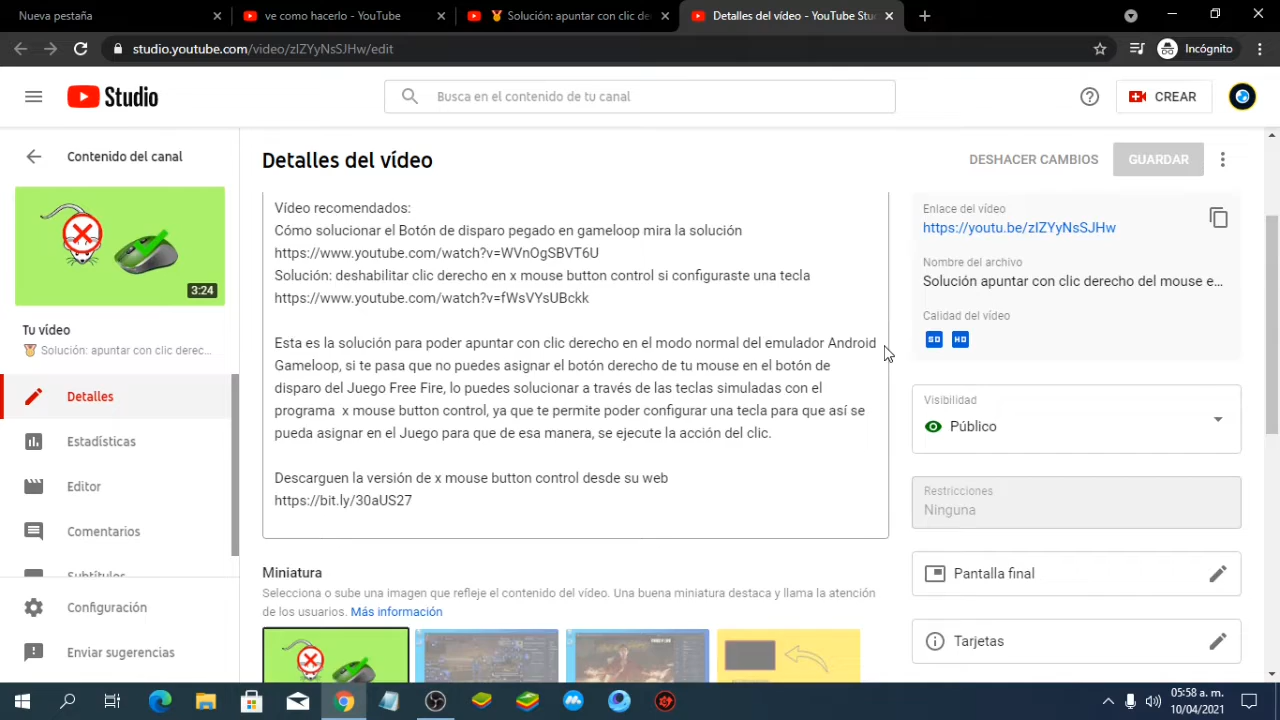 Nueva pestaña
ve como hacerlo - YouTube
Solución: apuntar con clic de
Detalles del vídeo - YouTube Stu
studio.youtube.com/video/zIZYyNsSJHw/edit
Incógnito
Studio
Busca en el contenido de tu canal
CREAR
Contenido del canal
Detalles del vídeo
DESHACER CAMBIOS
GUARDAR
3:24
Tu vídeo
Solución: apuntar con clic derec...
Detalles
Estadísticas
Editor
Comentarios
Subtítulos
Configuración
Enviar sugerencias
Vídeo recomendados:
Cómo solucionar el Botón de disparo pegado en gameloop mira la solución
https://www.youtube.com/watch?v=WVnOgSBVT6U
Solución: deshabilitar clic derecho en x mouse button control si configuraste una tecla
https://www.youtube.com/watch?v=fWsVYsUBckk
Esta es la solución para poder apuntar con clic derecho en el modo normal del emulador Android
Gameloop, si te pasa que no puedes asignar el botón derecho de tu mouse en el botón de
disparo del Juego Free Fire, lo puedes solucionar a través de las teclas simuladas con el
programa  x mouse button control, ya que te permite poder configurar una tecla para que así se
pueda asignar en el Juego para que de esa manera, se ejecute la acción del clic.
Descarguen la versión de x mouse button control desde su web
https://bit.ly/30aUS27
Miniatura
Selecciona o sube una imagen que refleje el contenido del vídeo. Una buena miniatura destaca y llama la atención
de los usuarios. Más información
Enlace del vídeo
https://youtu.be/zIZYyNsSJHw
Nombre del archivo
Solución apuntar con clic derecho del mouse e...
Calidad del vídeo
SD HD
Visibilidad
Público
Restricciones
Ninguna
Pantalla final
Tarjetas
05:58 a. m.
10/04/2021